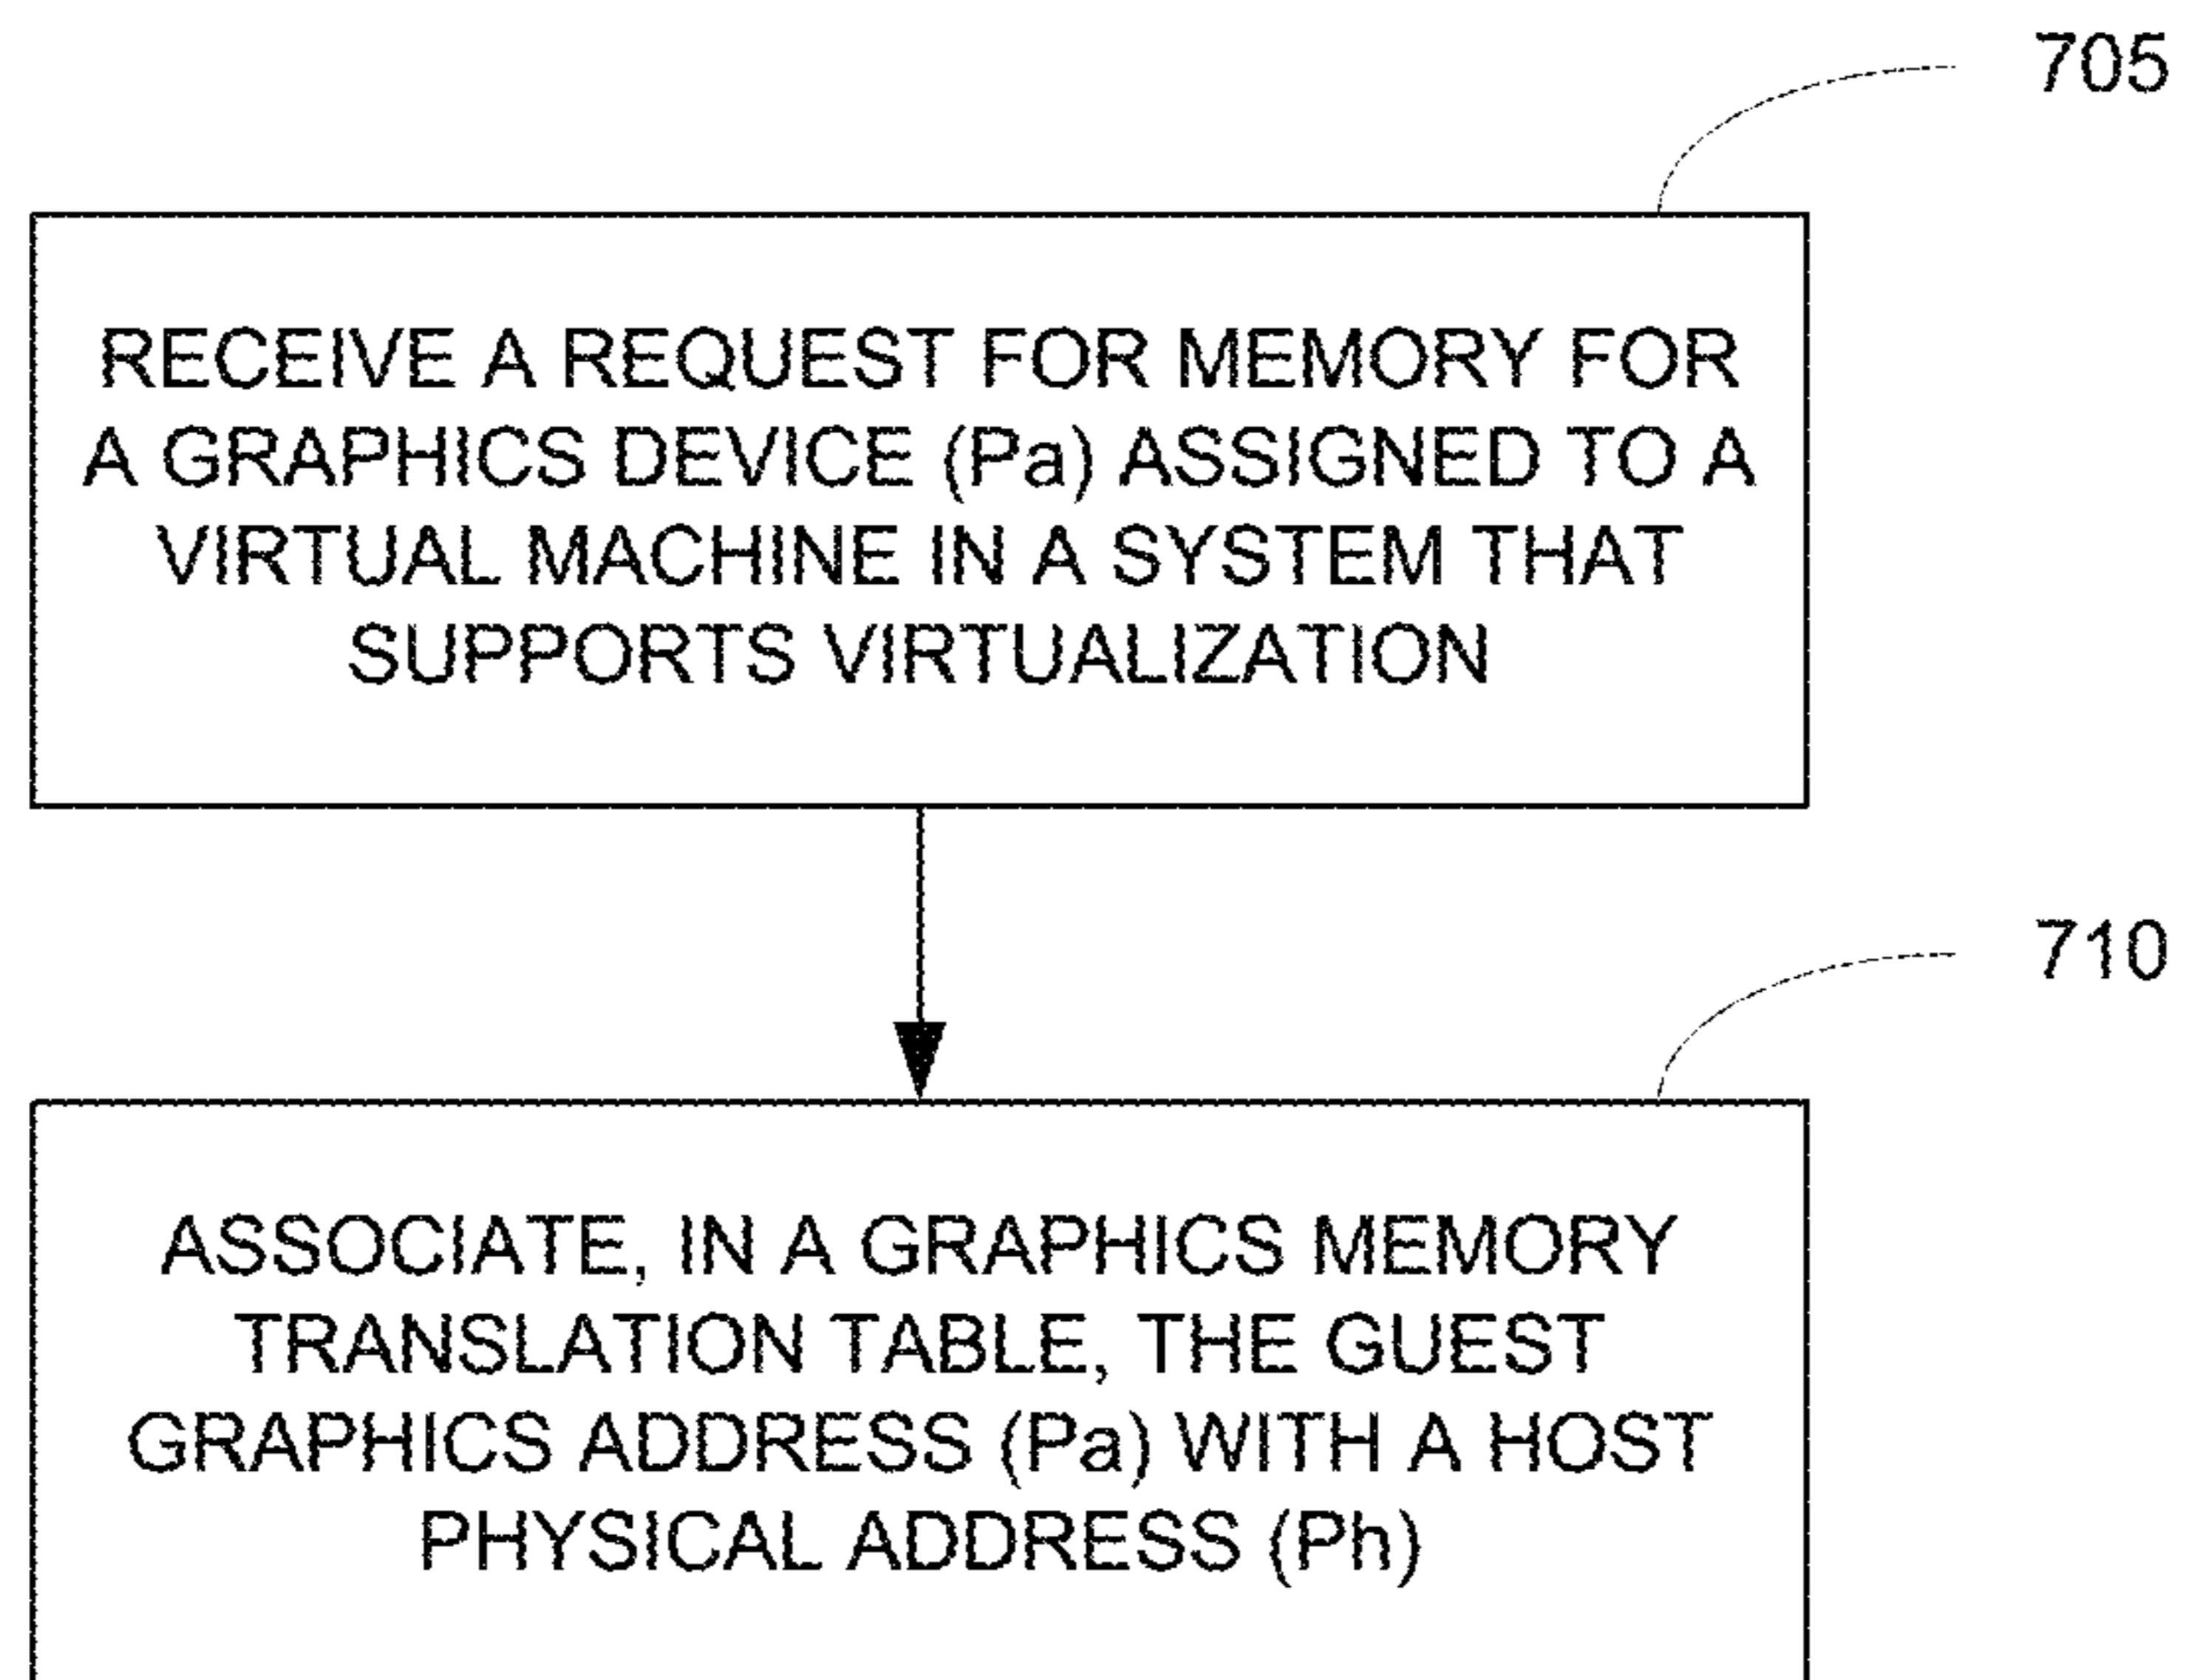 705
RECEIVE A REQUEST FOR MEMORY FOR
A GRAPHICS DEVICE (Pa) ASSIGNED TO A
VIRTUAL MACHINE IN A SYSTEM THAT
SUPPORTS VIRTUALIZATION
710
ASSOCIATE, IN A GRAPHICS MEMORY
TRANSLATION TABLE, THE GUEST
GRAPHICS ADDRESS (Pa) WITH A HOST
PHYSICAL ADDRESS (Ph)